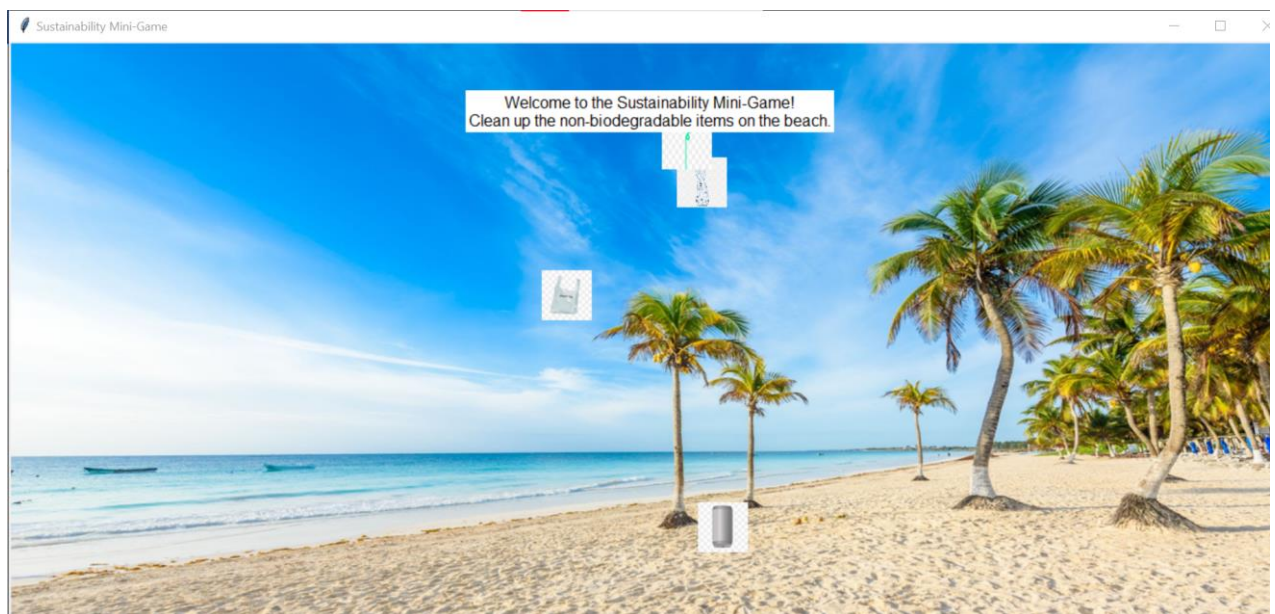 Sustainability Mini-Game
Welcome to the Sustainability Mini-Game!
Clean up the non-biodegradable items on the beach.